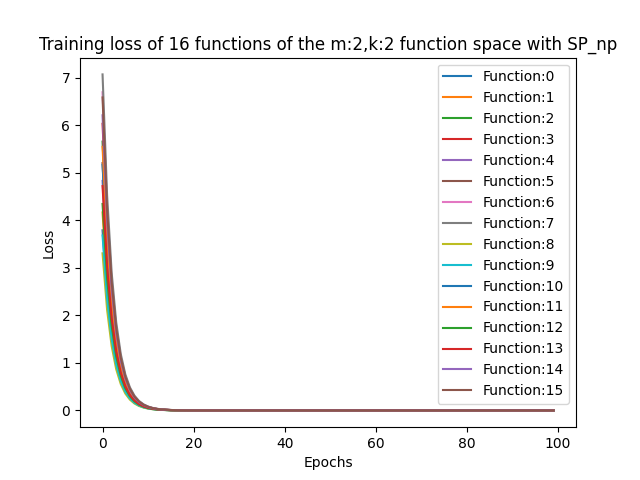 Training loss of 16 functions of the m:2,k:2 function space with SP_np
7
6
5
4
3
2
1
0
Loss
0
20
40
60
80
100
Epochs
Function:0
Function:1
Function:2
Function:3
Function:4
Function:5
Function:6
Function:7
Function:8
Function:9
Function:10
Function:11
Function:12
Function:13
Function:14
Function:15